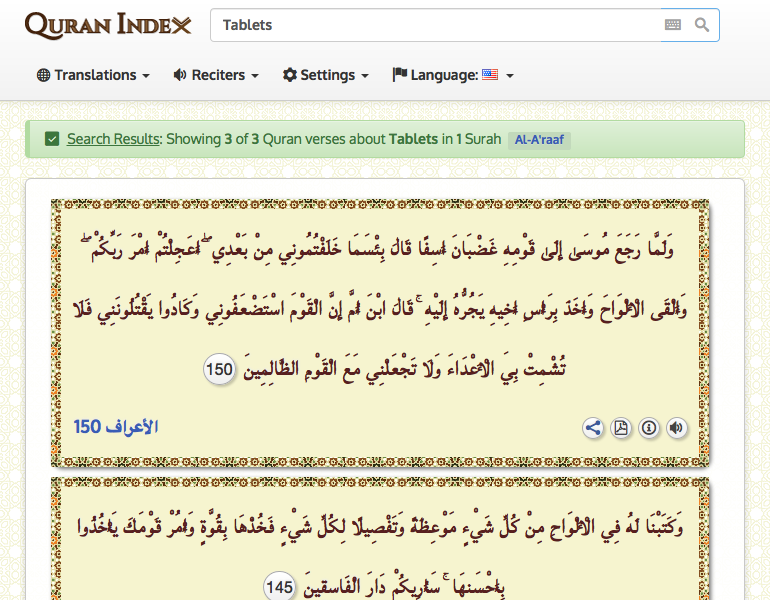 QURAN INDEX
Tablets
Translations
Reciters
Settings
Language:
Search Results: Showing 3 of 3 Quran verses about Tablets in 1 Surah Al-A'raaf
وَلَمَّا رَجَعَ مُوسَىٰ إِلَىٰ قَوْمِهِ غَضْبَانَ أَسِفًا قَالَ بِئْسَمَا خَلَفْتُمُونِي مِنْ بَعْدِي ۖ أَعَجِلْتُمْ أَمْرَ رَبِّكُمْ ۖ
وَأَلْقَى الْأَلْوَاحَ وَأَخَذَ بِرَأْسِ أَخِيهِ يَجُرُّهُ إِلَيْهِ ۚ قَالَ ابْنَ أُمَّ إِنَّ الْقَوْمَ اسْتَضْعَفُونِي وَكَادُوا يَقْتُلُونَنِي فَلَا
تُشْمِتْ بِيَ الْأَعْدَاءَ وَلَا تَجْعَلْنِي مَعَ الْقَوْمِ الظَّالِمِينَ 150
الأعراف 150
وَكَتَبْنَا لَهُ فِي الْأَلْوَاحِ مِنْ كُلِّ شَيْءٍ مَوْعِظَةً وَتَفْصِيلًا لِكُلِّ شَيْءٍ فَخُذْهَا بِقُوَّةٍ وَأْمُرْ قَوْمَكَ يَأْخُذُوا
بِأَحْسَنِهَا ۚ سَأُرِيكُمْ دَارَ الْفَاسِقِينَ 145